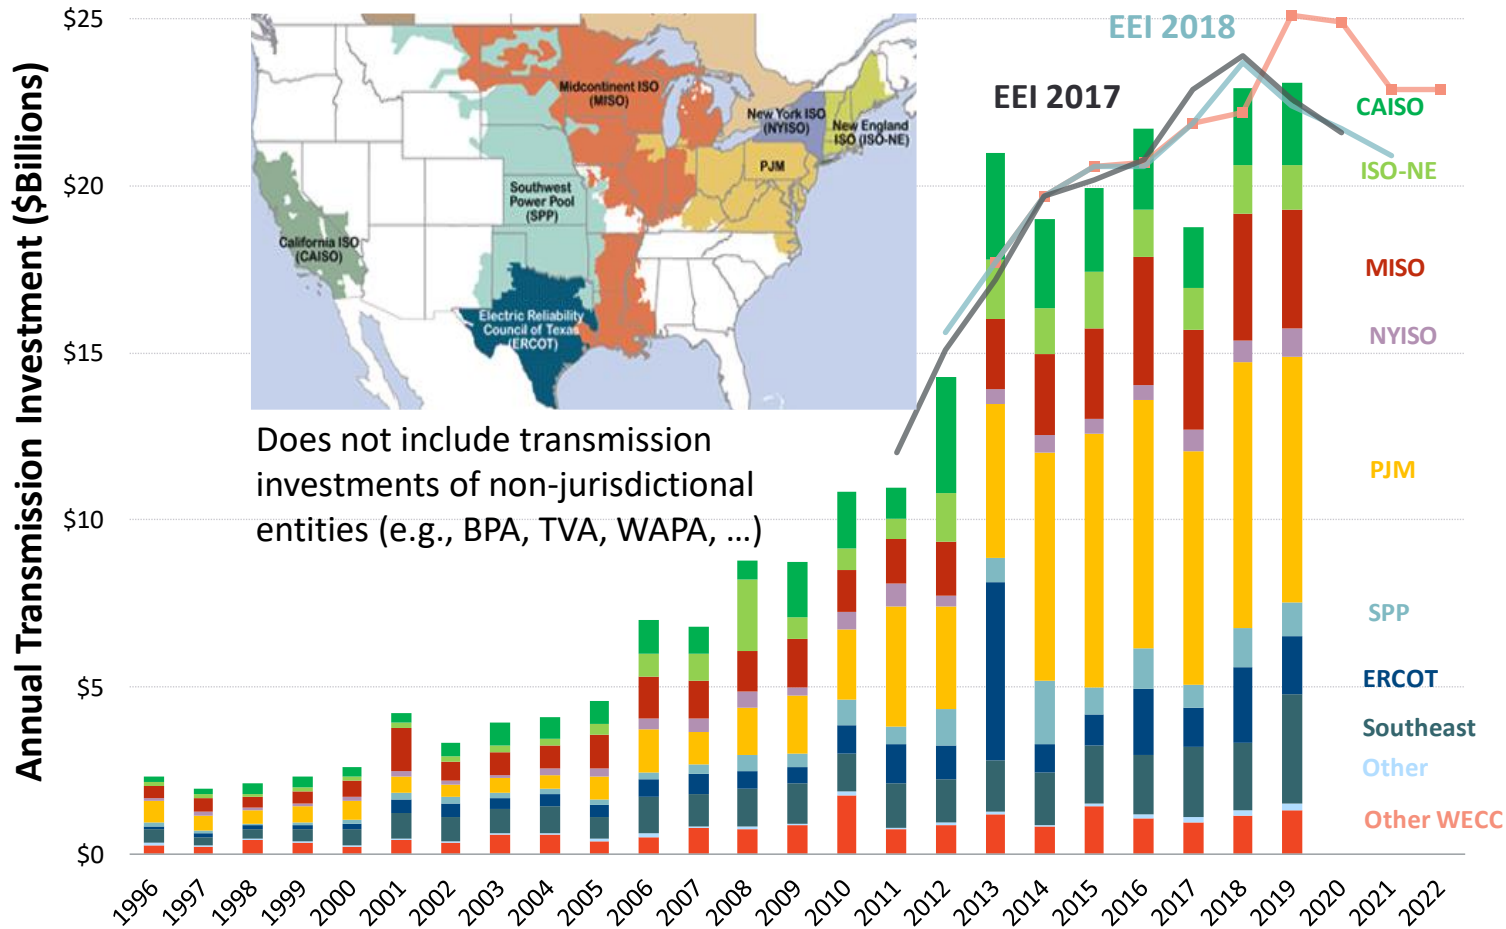 Annual Transmission Investment ($Billions)
$25
$20
$15
$10
$5
$0
Midcontinent ISO
(MISO)
New York ISO
(NYISO)
New England
ISO (ISO-NE)
PJM
Southwest
Power Pool
(SPP)
California ISO
(CAISO)
Electric Reliability
Council of Texas
(ERCOT)
Does not include transmission
investments of non-jurisdictional
entities (e.g., BPA, TVA, WAPA, ...)
EEI 2018
EEI 2017
CAISO
ISO-NE
MISO
NYISO
PJM
SPP
ERCOT
Southeast
Other
Other WECC
1996
1997
1998
1999
2000
2001
2002
2003
2004
2005
2006
2007
2008
2009
2010
2011
2012
2013
2014
2015
2016
2017
2018
2019
2020
2021
2022